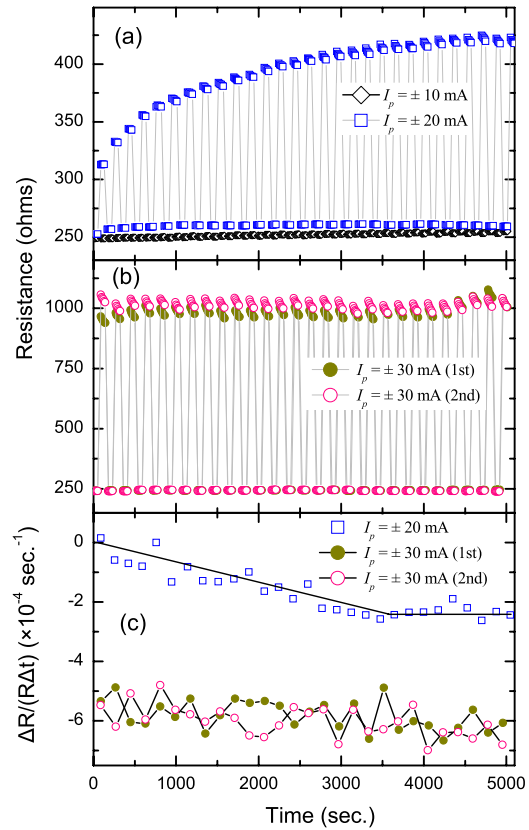 (a)
400
350
300
250
I_p = ± 10 mA
I_p = ± 20 mA
Resistance (ohms)
(b)
1000
750
500
250
I_p = ± 30 mA (1st)
I_p = ± 30 mA (2nd)
ΔR/(RΔt) (×10⁻⁴ sec.⁻¹)
0
-2
-4
-6
I_p = ± 20 mA
I_p = ± 30 mA (1st)
I_p = ± 30 mA (2nd)
(c)
0 1000 2000 3000 4000 5000
Time (sec.)